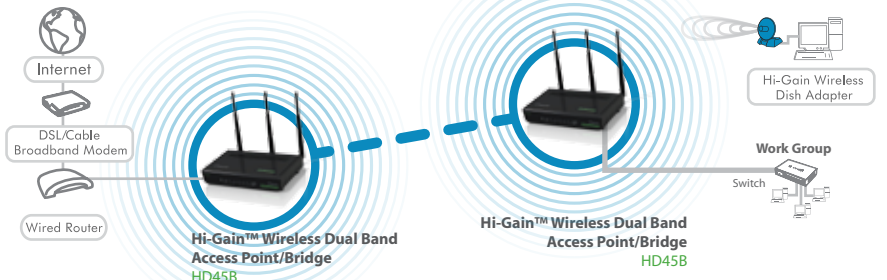 Internet
DSL/Cable
Broadband Modem
Wired Router
Hi-Gain™ Wireless Dual Band
Access Point/Bridge
HD45B
Hi-Gain™ Wireless Dual Band
Access Point/Bridge
HD45B
Hi-Gain Wireless
Dish Adapter
Work Group
Switch